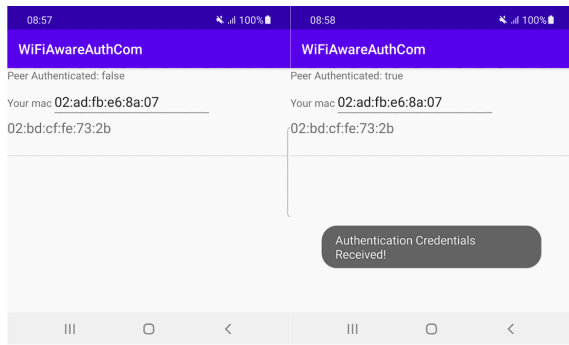 08:57 100%
WiFiAwareAuthCom
Peer Authenticated: false
Your mac 02:ad:fb:e6:8a:07
02:bd:cf:fe:73:2b
08:58 100%
WiFiAwareAuthCom
Peer Authenticated: true
Your mac 02:ad:fb:e6:8a:07
02:bd:cf:fe:73:2b
Authentication Credentials
Received!